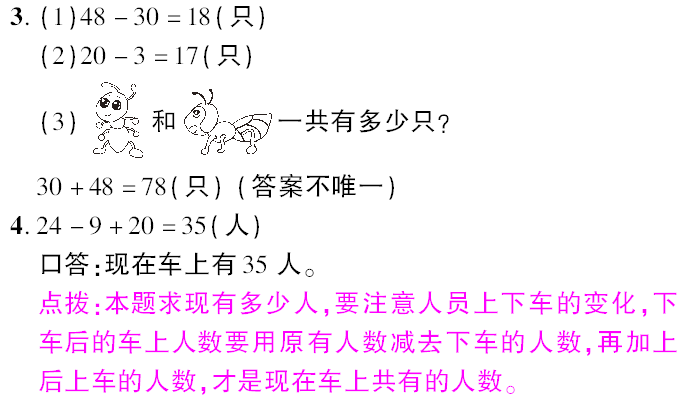 3. (1)48－30＝18(只)
(2)20－3＝17(只)
(3) 和 一共有多少只?
30＋48＝78(只) (答案不唯一)
4. 24－9＋20＝35(人)
口答:现在车上有 35 人。
点拨:本题求现有多少人,要注意人员上下车的变化,下
车后的车上人数要用原有人数减去下车的人数,再加上
后上车的人数,才是现在车上共有的人数。